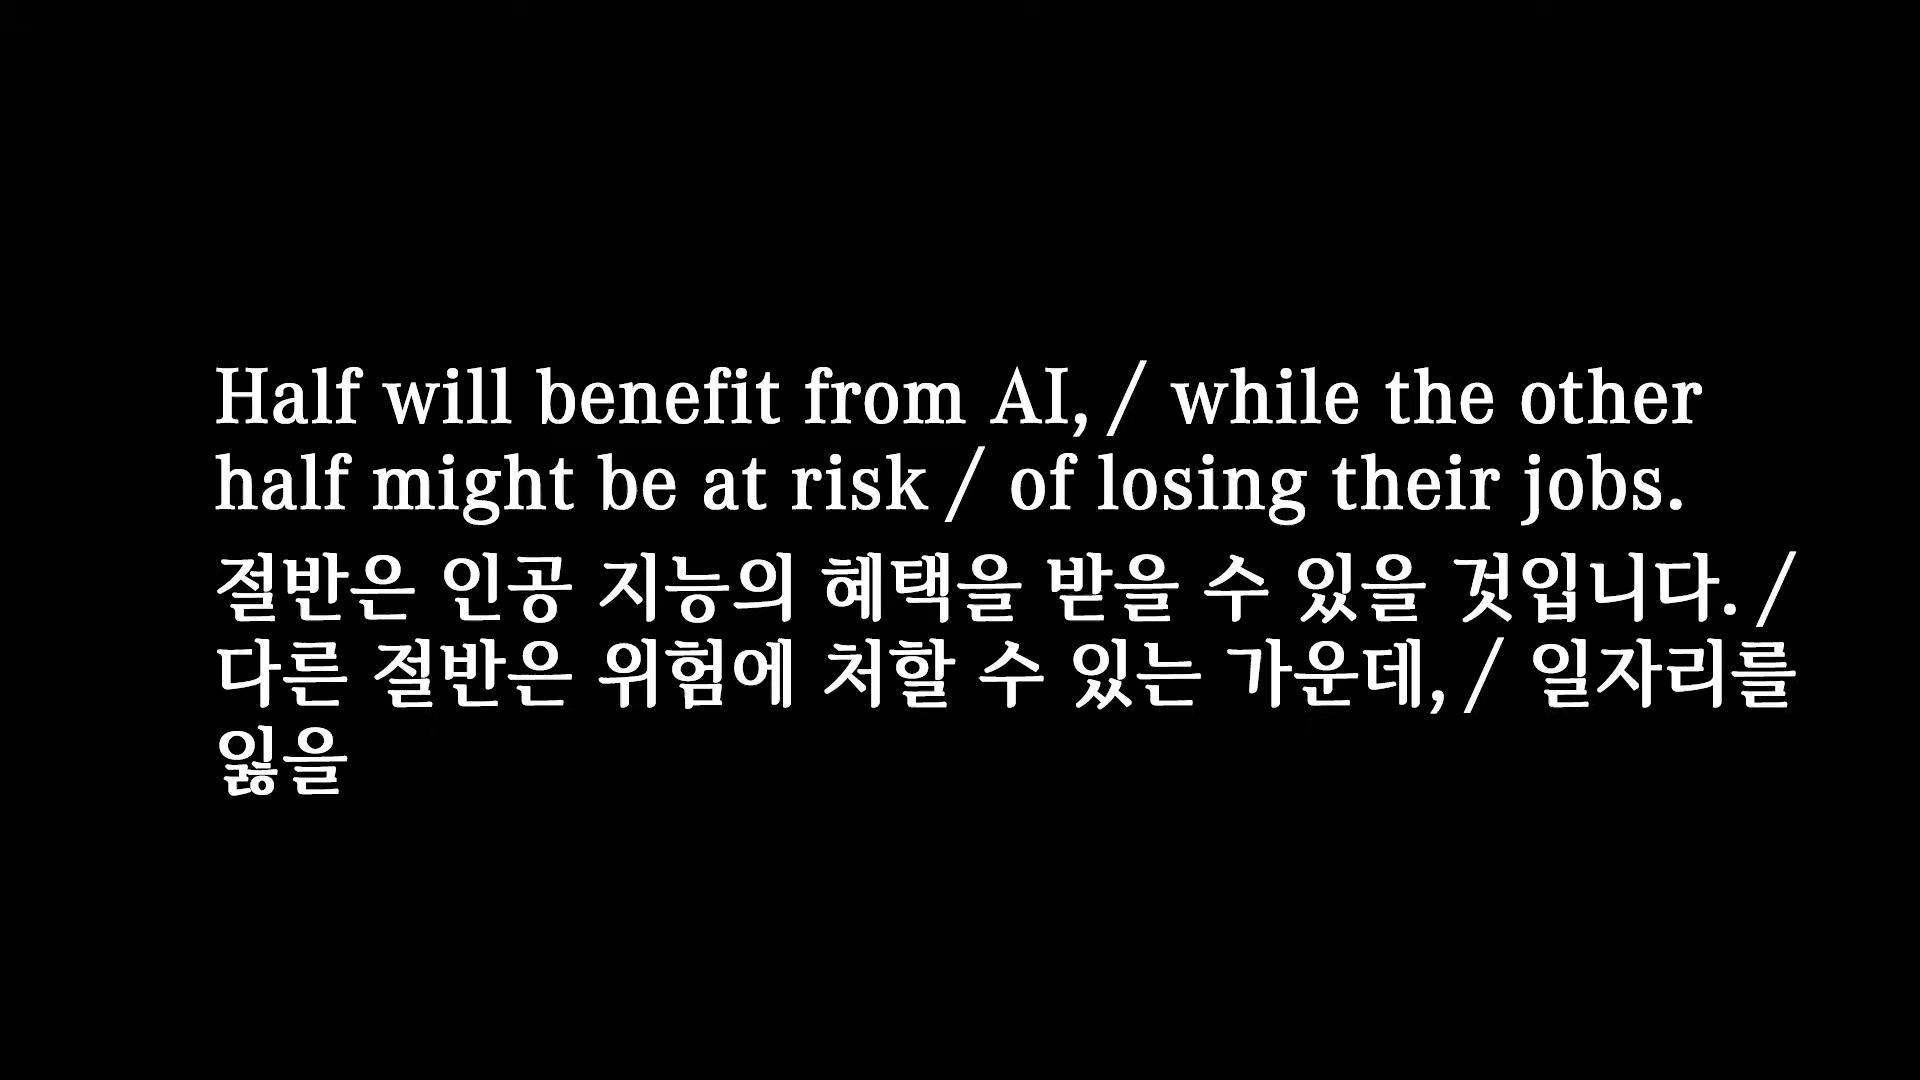 Half will benefit from AI, / while the other
half might be at risk / of losing their jobs.
절반은 인공 지능의 혜택을 받을 수 있을 것입니다. /
다른 절반은 위험에 처할 수 있는 가운데, / 일자리를
잃을